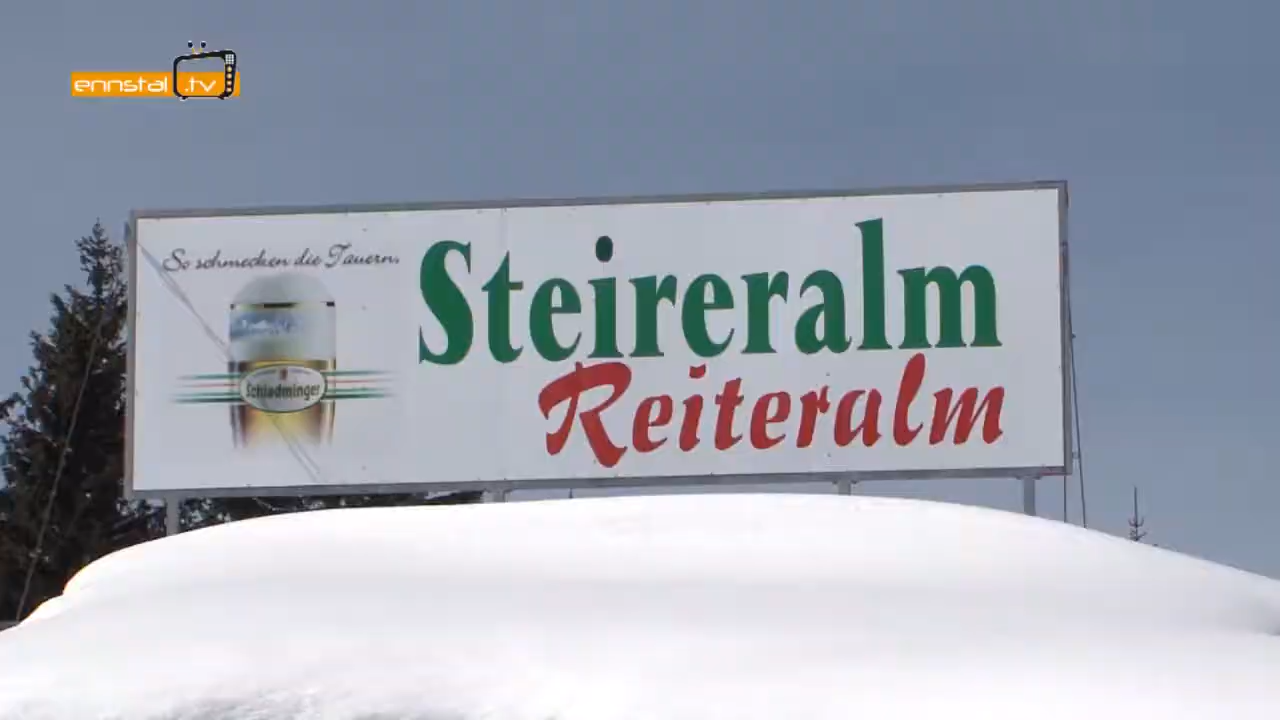 ennstal .tv
So schmecken die Tauern.
Schladminger
Steireralm
Reiteralm